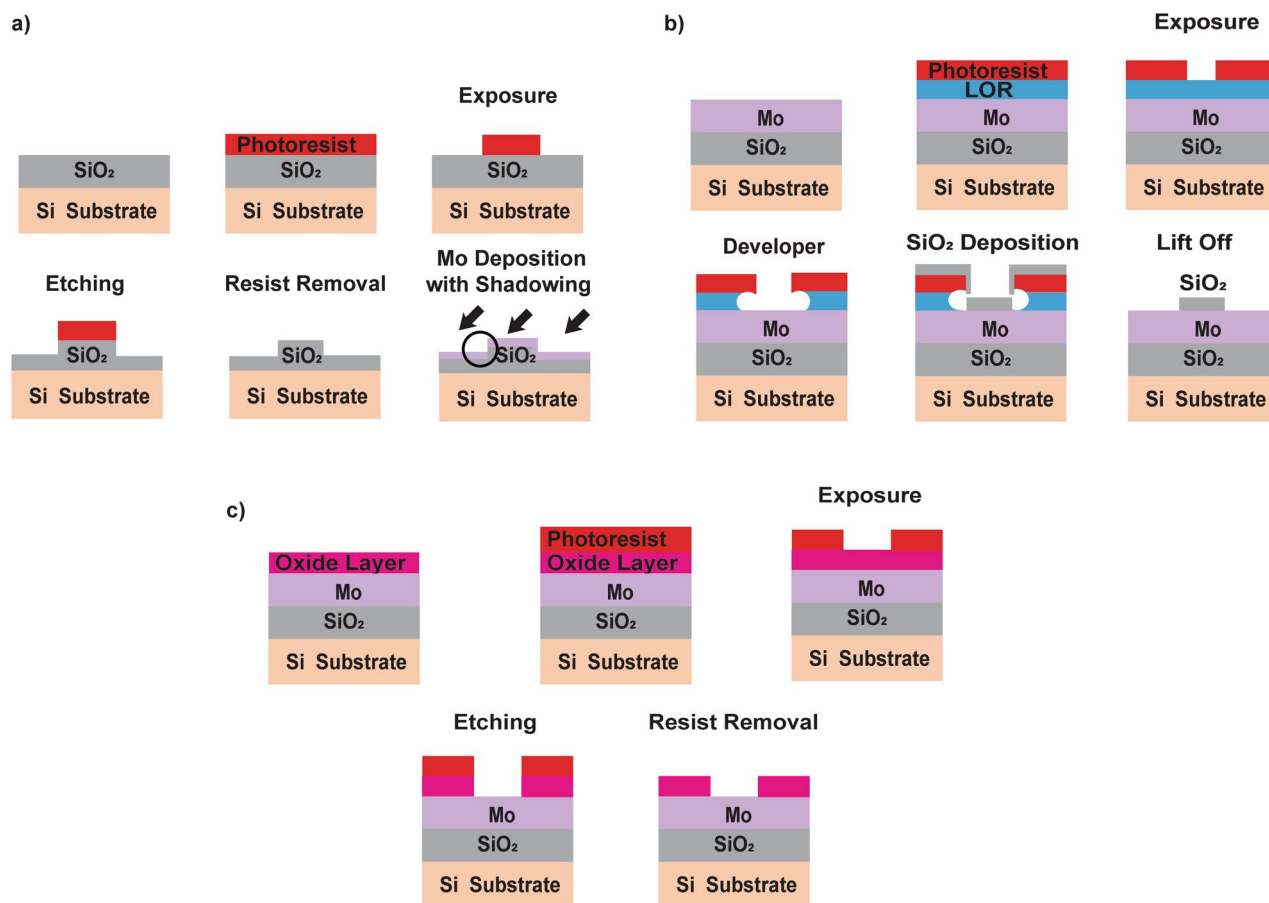 a)
SiO₂
Si Substrate
Photoresist
SiO₂
Si Substrate
Exposure
SiO₂
Si Substrate
Etching
SiO₂
Si Substrate
Resist Removal
SiO₂
Si Substrate
Mo Deposition
with Shadowing
SiO₂
Si Substrate
b)
Mo
SiO₂
Si Substrate
Photoresist
LOR
Mo
SiO₂
Si Substrate
Exposure
Mo
SiO₂
Si Substrate
Developer
Mo
SiO₂
Si Substrate
SiO₂ Deposition
Mo
SiO₂
Si Substrate
Lift Off
SiO₂
Mo
SiO₂
Si Substrate
c)
Oxide Layer
Mo
SiO₂
Si Substrate
Photoresist
Oxide Layer
Mo
SiO₂
Si Substrate
Exposure
Mo
SiO₂
Si Substrate
Etching
Mo
SiO₂
Si Substrate
Resist Removal
Mo
SiO₂
Si Substrate